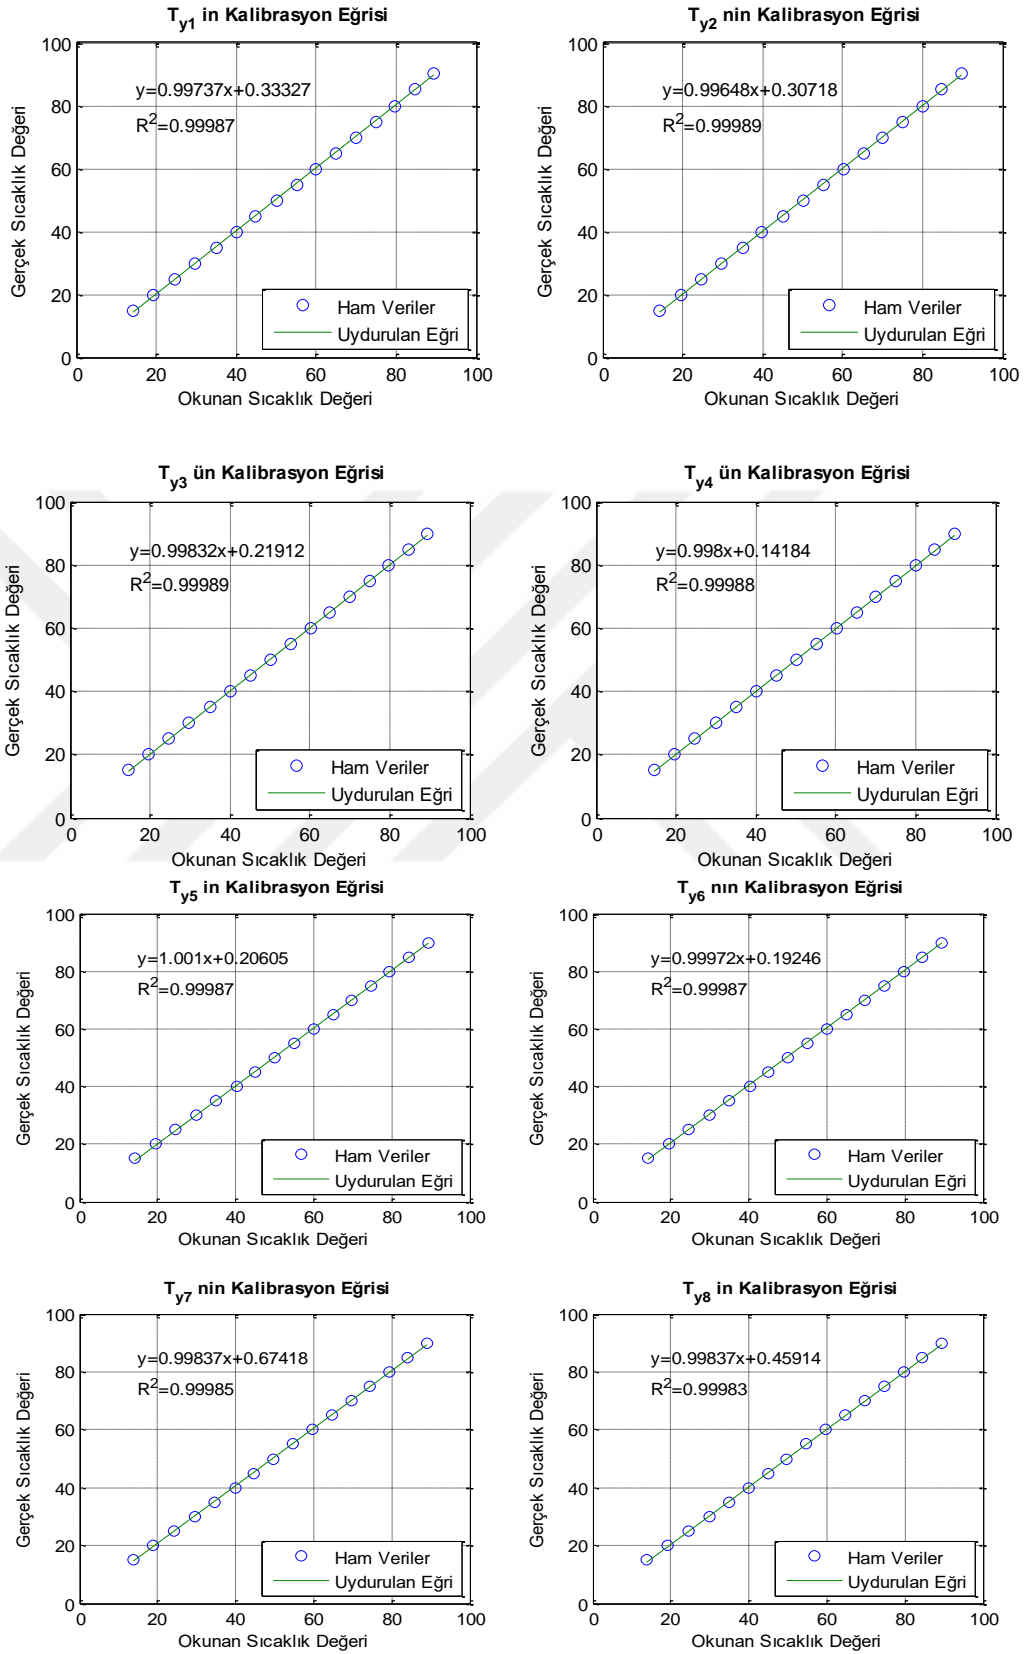 T_y1 in Kalibrasyon Eğrisi
100
80
60
40
20
0
Gerçek Sıcaklık Değeri
y=0.99737x+0.33327
R²=0.99987
Ham Veriler
Uydurulan Eğri
0 20 40 60 80 100
Okunan Sıcaklık Değeri
T_y2 nin Kalibrasyon Eğrisi
100
80
60
40
20
0
Gerçek Sıcaklık Değeri
y=0.99648x+0.30718
R²=0.99989
Ham Veriler
Uydurulan Eğri
0 20 40 60 80 100
Okunan Sıcaklık Değeri
T_y3 ün Kalibrasyon Eğrisi
100
80
60
40
20
0
Gerçek Sıcaklık Değeri
y=0.99832x+0.21912
R²=0.99989
Ham Veriler
Uydurulan Eğri
0 20 40 60 80 100
Okunan Sıcaklık Değeri
T_y4 ün Kalibrasyon Eğrisi
100
80
60
40
20
0
Gerçek Sıcaklık Değeri
y=0.998x+0.14184
R²=0.99988
Ham Veriler
Uydurulan Eğri
0 20 40 60 80 100
Okunan Sıcaklık Değeri
T_y5 in Kalibrasyon Eğrisi
100
80
60
40
20
0
Gerçek Sıcaklık Değeri
y=1.001x+0.20605
R²=0.99987
Ham Veriler
Uydurulan Eğri
0 20 40 60 80 100
Okunan Sıcaklık Değeri
T_y6 nın Kalibrasyon Eğrisi
100
80
60
40
20
0
Gerçek Sıcaklık Değeri
y=0.99972x+0.19246
R²=0.99987
Ham Veriler
Uydurulan Eğri
0 20 40 60 80 100
Okunan Sıcaklık Değeri
T_y7 nin Kalibrasyon Eğrisi
100
80
60
40
20
0
Gerçek Sıcaklık Değeri
y=0.99837x+0.67418
R²=0.99985
Ham Veriler
Uydurulan Eğri
0 20 40 60 80 100
Okunan Sıcaklık Değeri
T_y8 in Kalibrasyon Eğrisi
100
80
60
40
20
0
Gerçek Sıcaklık Değeri
y=0.99837x+0.45914
R²=0.99983
Ham Veriler
Uydurulan Eğri
0 20 40 60 80 100
Okunan Sıcaklık Değeri